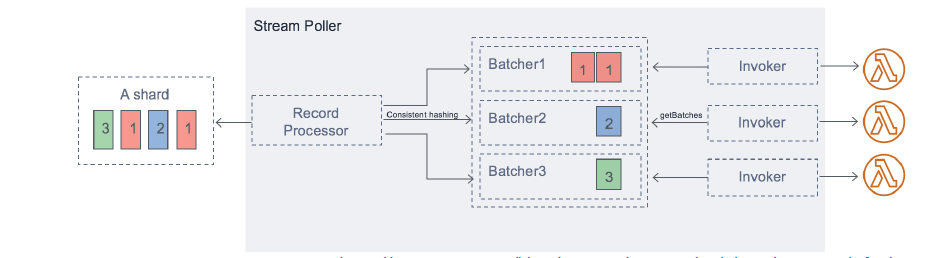 Stream Poller
A shard
3 1 2 1
Record
Processor
Consistent hashing
Batcher1
1 1
Batcher2
2
Batcher3
3
getBatches
Invoker
Invoker
Invoker